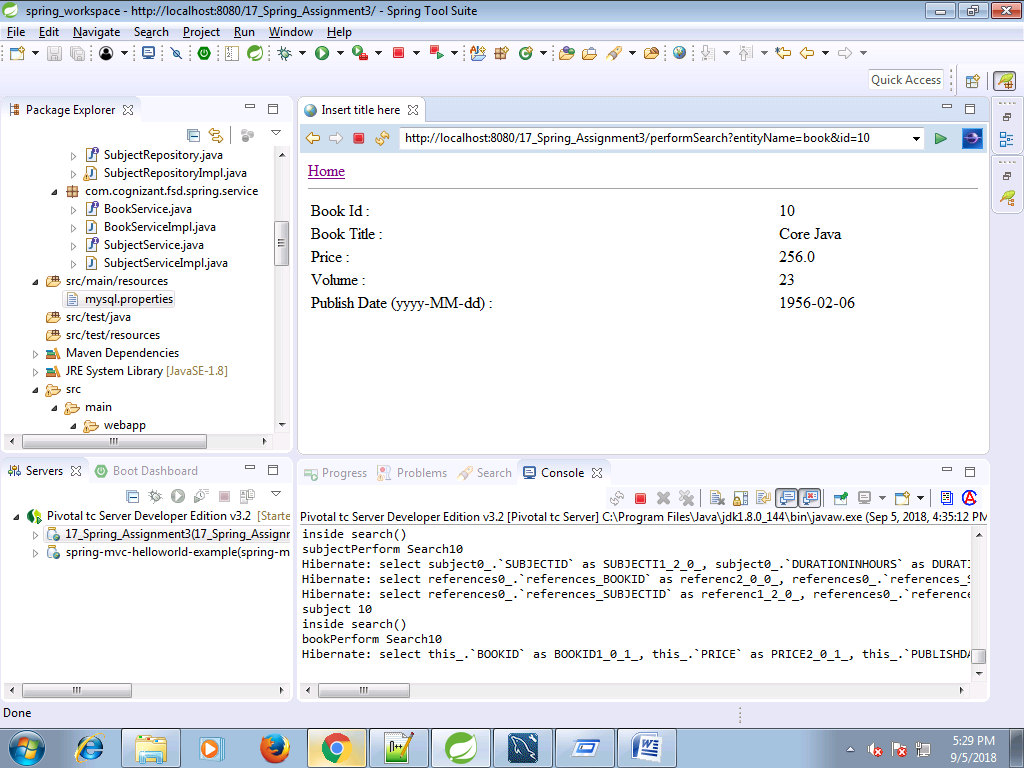 spring_workspace - http://localhost:8080/17_Spring_Assignment3/ - Spring Tool Suite
File Edit Navigate Search Project Run Window Help
Quick Access
Package Explorer
SubjectRepository.java
SubjectRepositoryImpl.java
com.cognizant.fsd.spring.service
BookService.java
BookServiceImpl.java
SubjectService.java
SubjectServiceImpl.java
src/main/resources
mysql.properties
src/test/java
src/test/resources
Maven Dependencies
JRE System Library [JavaSE-1.8]
src
main
webapp
Insert title here
http://localhost:8080/17_Spring_Assignment3/performSearch?entityName=book&id=10
Home
Book Id : 10
Book Title : Core Java
Price : 256.0
Volume : 23
Publish Date (yyyy-MM-dd) : 1956-02-06
Servers Boot Dashboard
Pivotal tc Server Developer Edition v3.2 [Starte
17_Spring_Assignment3(17_Spring_Assignr
spring-mvc-helloworld-example(spring-m
Progress Problems Search Console
Pivotal tc Server Developer Edition v3.2 [Pivotal tc Server] C:\Program Files\Java\jdk1.8.0_144\bin\javaw.exe (Sep 5, 2018, 4:35:12 PM
inside search()
subjectPerform Search10
Hibernate: select subject0_.`SUBJECTID` as SUBJECTI1_2_0_, subject0_.`DURATIONINHOURS` as DURATI
Hibernate: select references0_.`references_BOOKID` as referenc2_0_0_, references0_.`references_S
Hibernate: select references0_.`references_SUBJECTID` as referenc1_2_0_, references0_.`reference
subject 10
inside search()
bookPerform Search10
Hibernate: select this_.`BOOKID` as BOOKID1_0_1_, this_.`PRICE` as PRICE2_0_1_, this_.`PUBLISHDA
Done
5:29 PM
9/5/2018